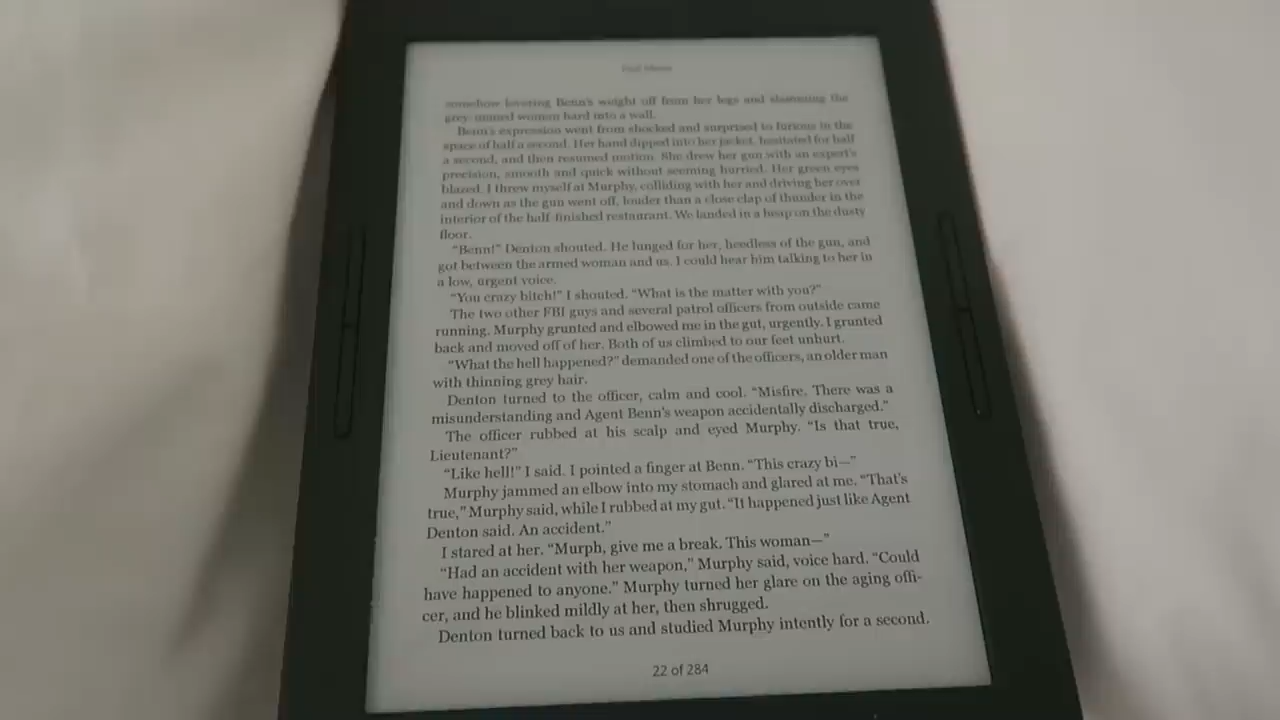 somehow levering Benn's weight off from her legs and slamming the
grey-maned woman hard into a wall.
Benn's expression went from shocked and surprised to furious in the
space of half a second. Her hand dipped into her jacket, hesitated for half
a second, and then resumed motion. She drew her gun with an expert's
precision, smooth and quick without seeming hurried. Her green eyes
blazed. I threw myself at Murphy, colliding with her and driving her over
and down as the gun went off, louder than a close clap of thunder in the
interior of the half-finished restaurant. We landed in a heap on the dusty
floor.
“Benn!” Denton shouted. He lunged for her, heedless of the gun, and
got between the armed woman and us. I could hear him talking to her in
a low, urgent voice.
“You crazy bitch!” I shouted. “What is the matter with you?”
The two other FBI guys and several patrol officers from outside came
running. Murphy grunted and elbowed me in the gut, urgently. I grunted
back and moved off of her. Both of us climbed to our feet unhurt.
“What the hell happened?” demanded one of the officers, an older man
with thinning grey hair.
Denton turned to the officer, calm and cool. “Misfire. There was a
misunderstanding and Agent Benn's weapon accidentally discharged.”
The officer rubbed at his scalp and eyed Murphy. “Is that true,
Lieutenant?”
“Like hell!” I said. I pointed a finger at Benn. “This crazy bi—”
Murphy jammed an elbow into my stomach and glared at me. “That's
true,” Murphy said, while I rubbed at my gut. “It happened just like Agent
Denton said. An accident.”
I stared at her. “Murph, give me a break. This woman—”
“Had an accident with her weapon,” Murphy said, voice hard. “Could
have happened to anyone.” Murphy turned her glare on the aging offi-
cer, and he blinked mildly at her, then shrugged.
Denton turned back to us and studied Murphy intently for a second.
22 of 284